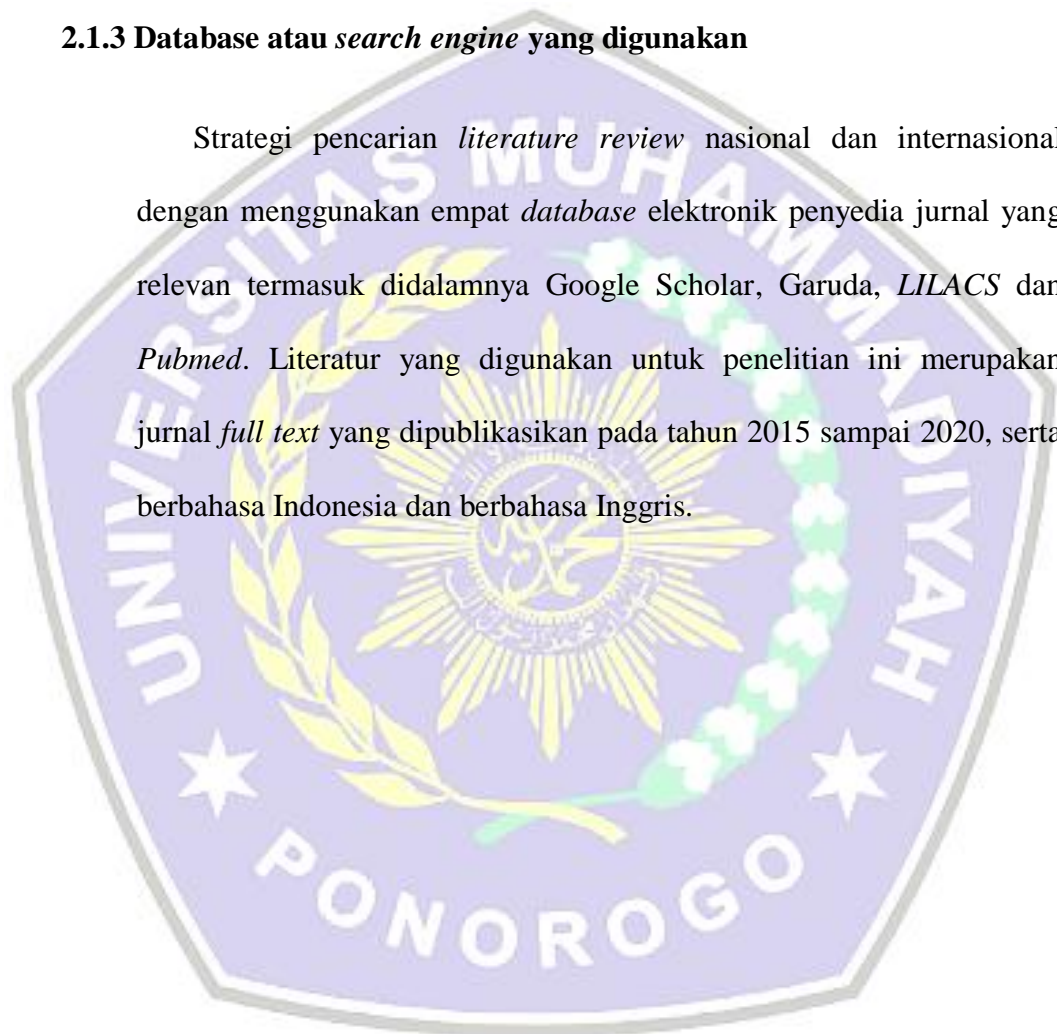 2.1.3 Database atau search engine yang digunakan
Strategi pencarian literature review nasional dan internasional
dengan menggunakan empat database elektronik penyedia jurnal yang
relevan termasuk didalamnya Google Scholar, Garuda, LILACS dan
Pubmed. Literatur yang digunakan untuk penelitian ini merupakan
jurnal full text yang dipublikasikan pada tahun 2015 sampai 2020, serta
berbahasa Indonesia dan berbahasa Inggris.
UNIVERSITAS MUHAMMADIYAH
PONOROGO